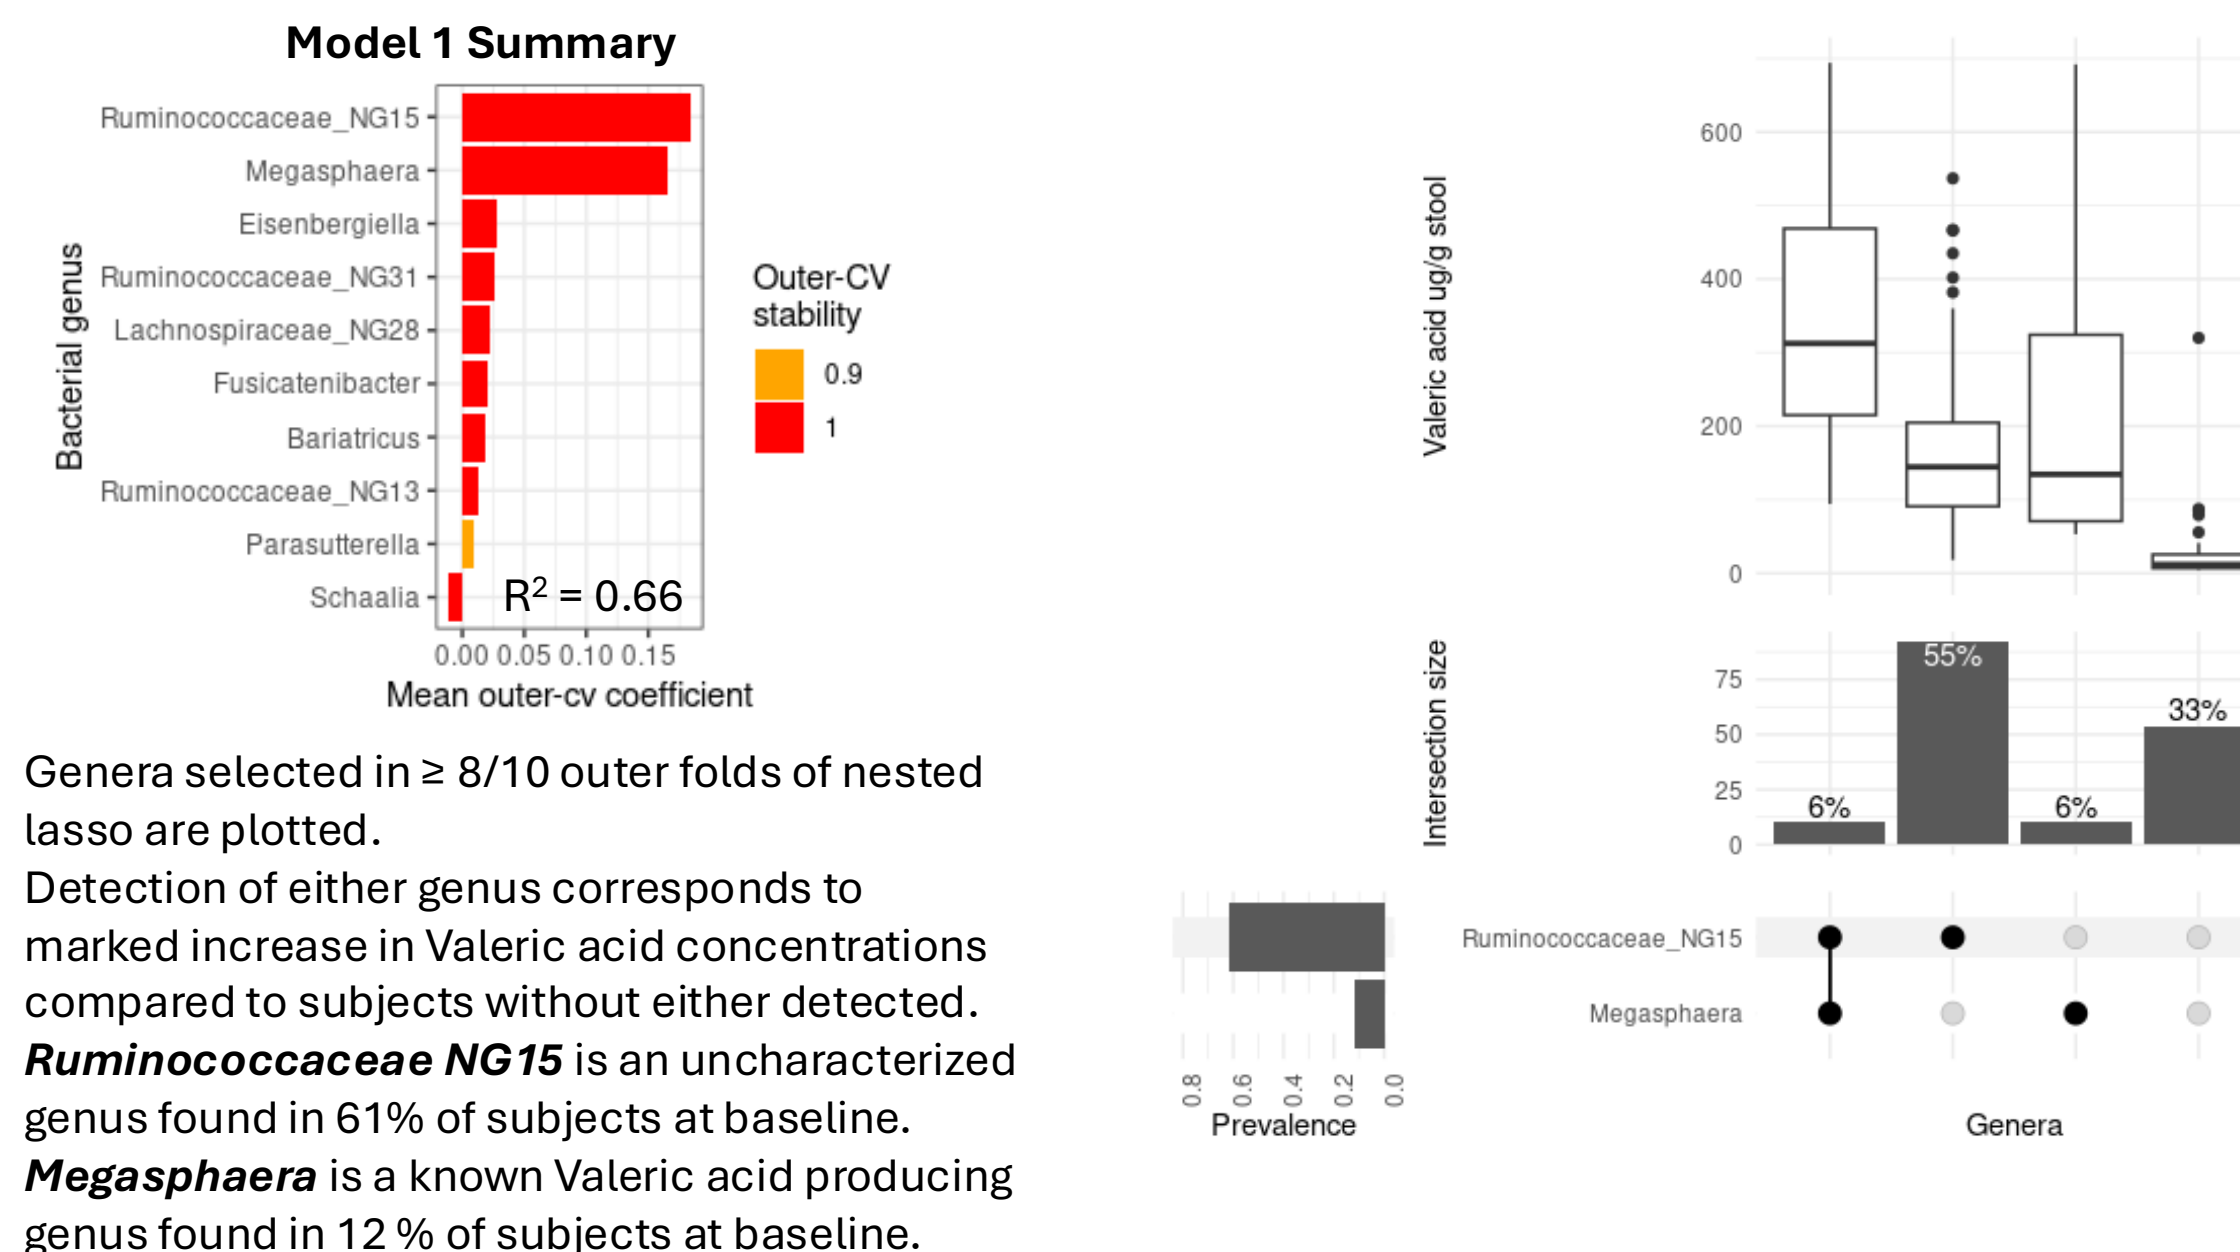 Model 1 Summary
Bacterial genus
Ruminococcaceae_NG15
Megasphaera
Eisenbergiella
Ruminococcaceae_NG31
Lachnospiraceae_NG28
Fusicatenibacter
Bariatricus
Ruminococcaceae_NG13
Parasutterella
Schaalia
R² = 0.66
0.00 0.05 0.10 0.15
Mean outer-cv coefficient
Outer-CV
stability
0.9
1
Genera selected in ≥ 8/10 outer folds of nested
lasso are plotted.
Detection of either genus corresponds to
marked increase in Valeric acid concentrations
compared to subjects without either detected.
Ruminococcaceae NG15 is an uncharacterized
genus found in 61% of subjects at baseline.
Megasphaera is a known Valeric acid producing
genus found in 12 % of subjects at baseline.
Valeric acid ug/g stool
600
400
200
0
Intersection size
75
50
25
0
6%
55%
6%
33%
Ruminococcaceae_NG15
Megasphaera
0.8 0.6 0.4 0.2 0.0
Prevalence
Genera